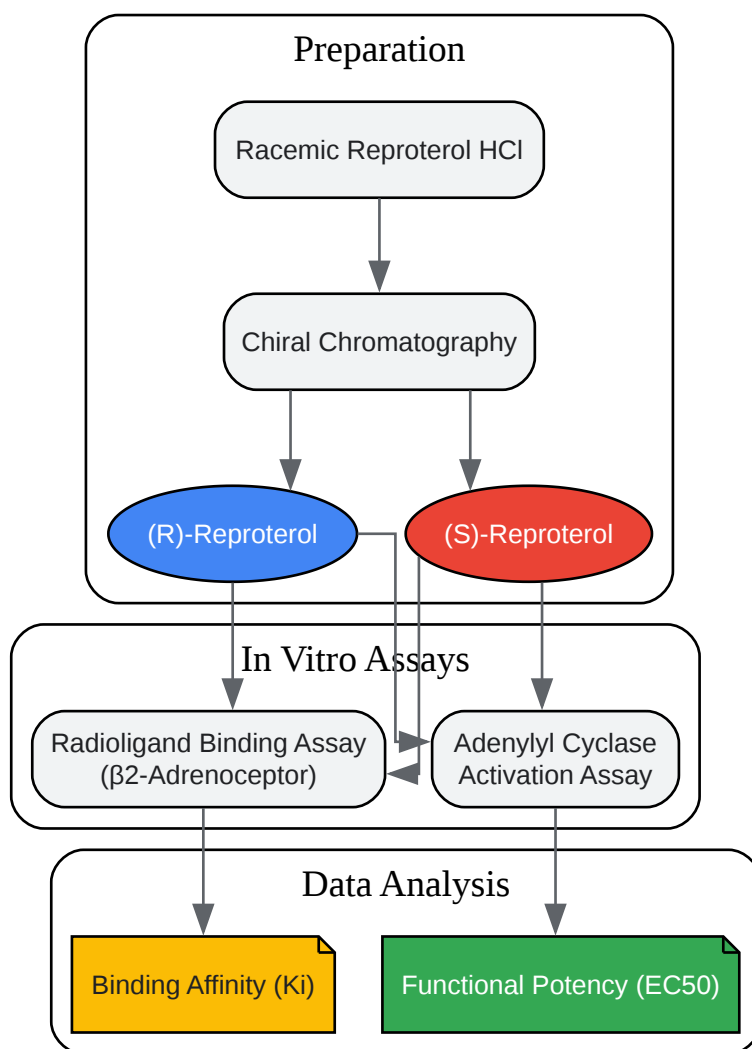 Preparation
Racemic Reproterol HCl
Chiral Chromatography
(R)-Reproterol
(S)-Reproterol
In Vitro Assays
Radioligand Binding Assay
(β2-Adrenoceptor)
Adenylyl Cyclase
Activation Assay
Data Analysis
Binding Affinity (Ki)
Functional Potency (EC50)